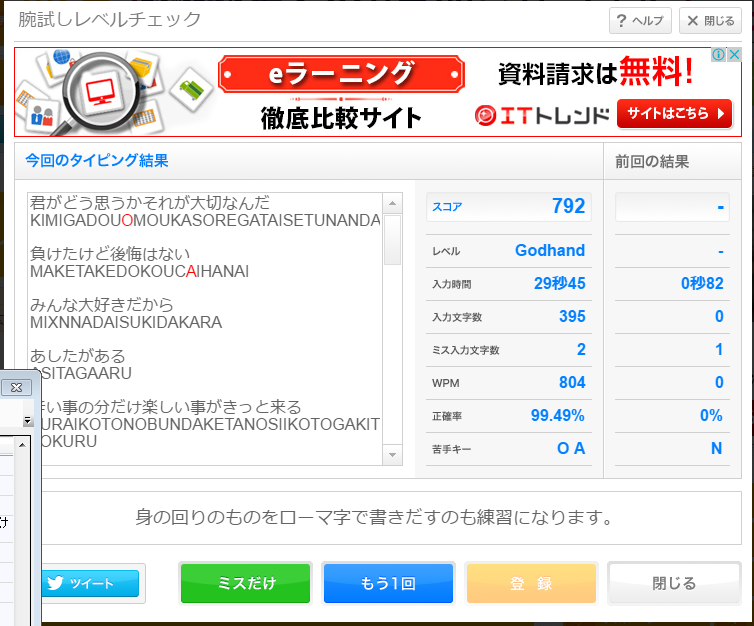 腕試しレベルチェック
? ヘルプ
× 閉じる
eラーニング
徹底比較サイト
資料請求は無料!
ITトレンド
サイトはこちら
今回のタイピング結果
前回の結果
君がどう思うかそれが大切なんだ
KIMIGADOUOMOUKASOREGATAISETUNANDA
負けたけど後悔はない
MAKETAKEDOKOUCAIHANAI
みんな大好きだから
MIXNNADAISUKIDAKARA
あしたがある
ASITAGAARU
い事の分だけ楽しい事がきっと来る
URAIKOTONOBUNDAKETANOSIIKOTOGAKIT
OKURU
スコア 792 -
レベル Godhand -
入力時間 29秒45 0秒82
入力文字数 395 0
ミス入力文字数 2 1
WPM 804 0
正確率 99.49% 0%
苦手キー O A N
身の回りのものをローマ字で書きだすのも練習になります。
け
ツイート
ミスだけ
もう1回
登 録
閉じる